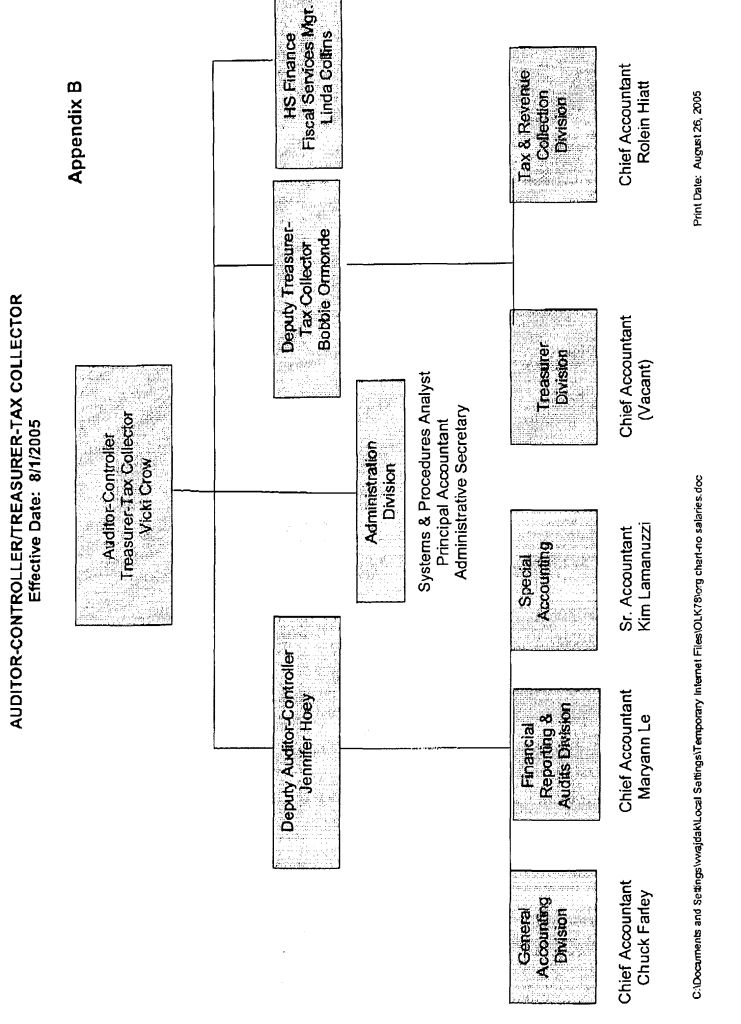 AUDITOR-CONTROLLER/TREASURER-TAX COLLECTOR
Effective Date: 8/1/2005
Appendix B
Auditor-Controller
Treasurer-Tax Collector
Vicki Crow
Deputy Auditor-Controller
Jennifer Hoey
Deputy Treasurer-
Tax Collector
Bobbie Ormonde
HS Finance
Fiscal Services Mgr.
Linda Collins
Administration
Division
Systems & Procedures Analyst
Principal Accountant
Administrative Secretary
General
Accounting
Division
Chief Accountant
Chuck Farley
Financial
Reporting &
Audits Division
Chief Accountant
Maryann Le
Special
Accounting
Sr. Accountant
Kim Lamanuzzi
Treasurer
Division
Chief Accountant
(Vacant)
Tax & Revenue
Collection
Division
Chief Accountant
Rolein Hiatt
C:\Documents and Settings\vwajdak\Local Settings\Temporary Internet Files\OLK78\org chart-no salaries.doc
Print Date: August 26, 2005